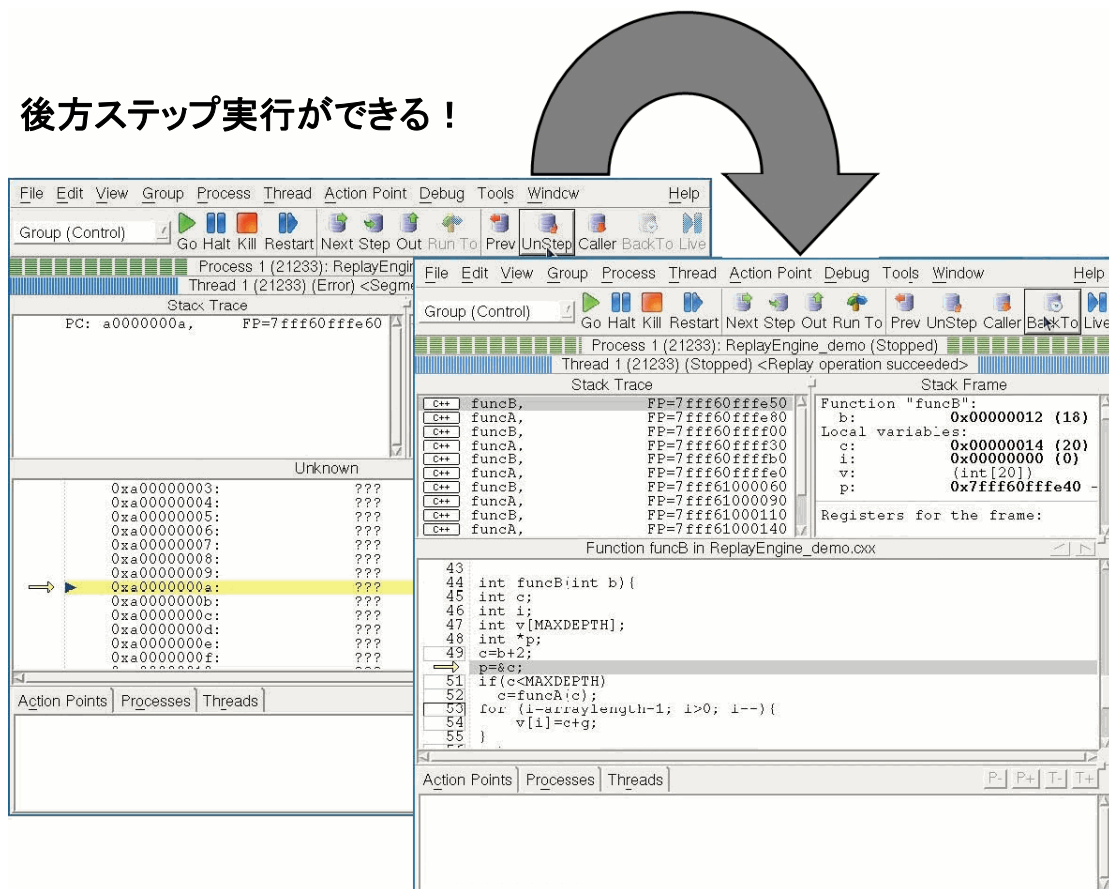 後方ステップ実行ができる！
File Edit View Group Process Thread Action Point Debug Tools Windcw Help
Group (Control)
Go Halt Kill Restart Next Step Out Run To Prev UnStep Caller BackTo Live
Process 1 (21233): ReplayEngir
Thread 1 (21233) (Error) <Segme
Stack Trace
PC: a0000000a, FP=7fff60fffe60
Unknown
0xa00000003: ???
0xa00000004: ???
0xa00000005: ???
0xa00000006: ???
0xa00000007: ???
0xa00000008: ???
0xa00000009: ???
0xa0000000a: ???
0xa0000000b: ???
0xa0000000c: ???
0xa0000000d: ???
0xa0000000e: ???
0xa0000000f: ???
Action Points Processes Threads
File Edit View Group Process Thread Action Point Debug Tools Window Help
Group (Control)
Go Halt Kill Restart Next Step Out Run To Prev UnStep Caller BackTo Live
Process 1 (21233): ReplayEngine_demo (Stopped)
Thread 1 (21233) (Stopped) <Replay operation succeeded>
Stack Trace
C++ funcB, FP=7fff60fffe50
C++ funcA, FP=7fff60fffe80
C++ funcB, FP=7fff60ffff00
C++ funcA, FP=7fff60ffff30
C++ funcB, FP=7fff60ffffb0
C++ funcA, FP=7fff60ffffe0
C++ funcB, FP=7fff61000060
C++ funcA, FP=7fff61000090
C++ funcB, FP=7fff61000110
C++ funcA, FP=7fff61000140
Stack Frame
Function "funcB":
b: 0x00000012 (18)
Local variables:
c: 0x00000014 (20)
i: 0x00000000 (0)
v: (int[20])
p: 0x7fff60fffe40 -
Registers for the frame:
Function funcB in ReplayEngine_demo.cxx
43
44 int funcB(int b){
45 int c;
46 int i;
47 int v[MAXDEPTH];
48 int *p;
49 c=b+2;
p=&c;
51 if(c<MAXDEPTH)
52 c=funcA(c);
53 for (i=arraylength-1; i>0; i--){
54 v[i]=c+g;
55 }
Action Points Processes Threads P- P+ T- T+